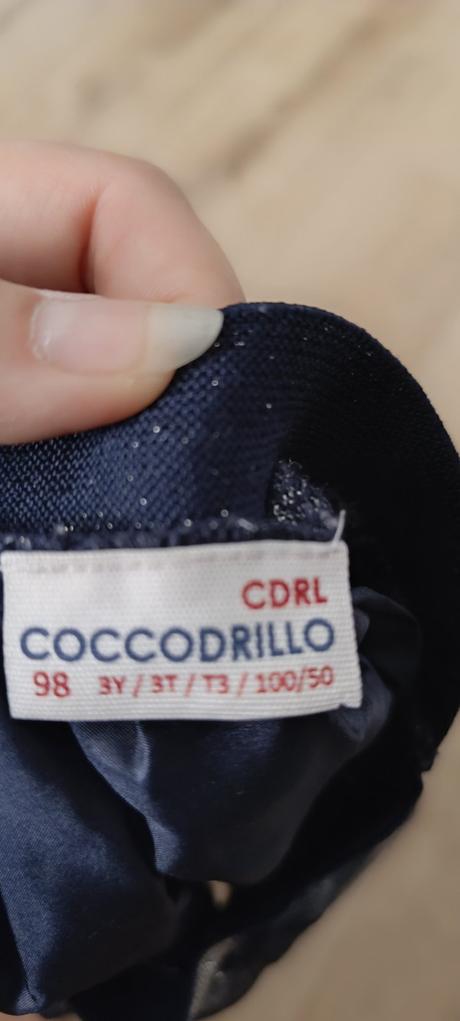 CDRL
COCCODRILLO
98 3Y / 3T / T3 / 100/50